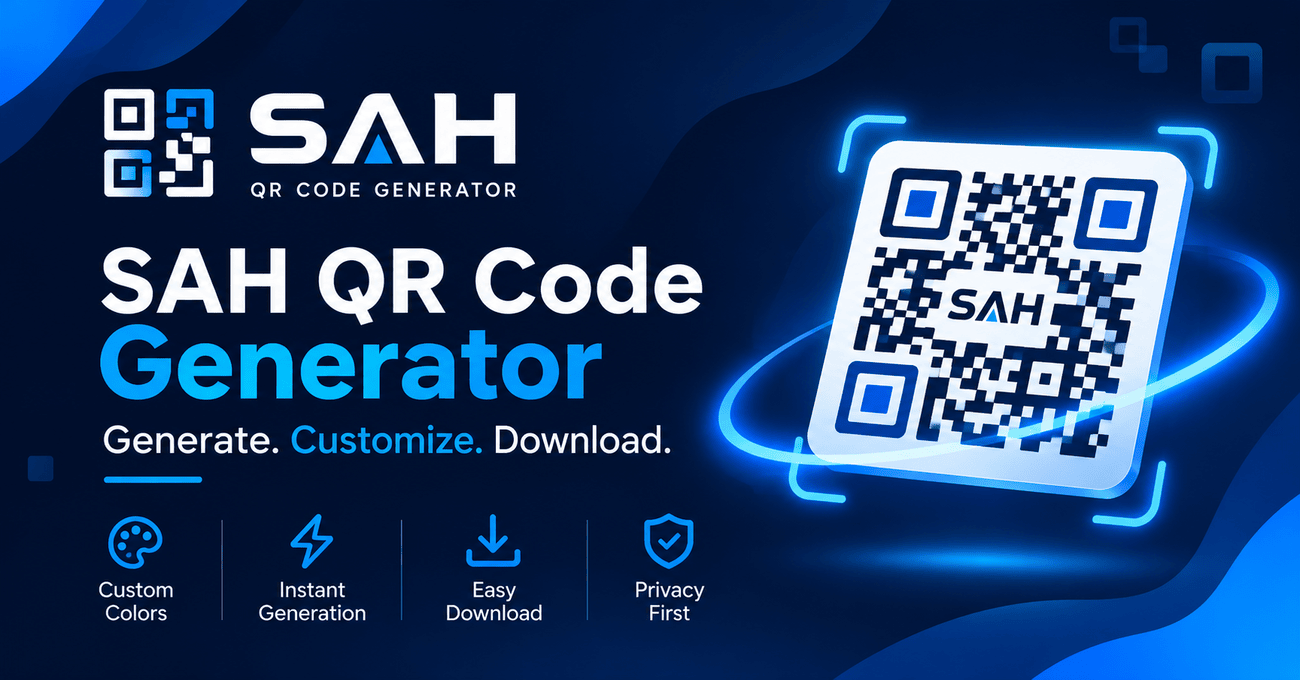 SAH
QR CODE GENERATOR
SAH QR Code
Generator
Generate. Customize. Download.
Custom
Colors
Instant
Generation
Easy
Download
Privacy
First
SAH